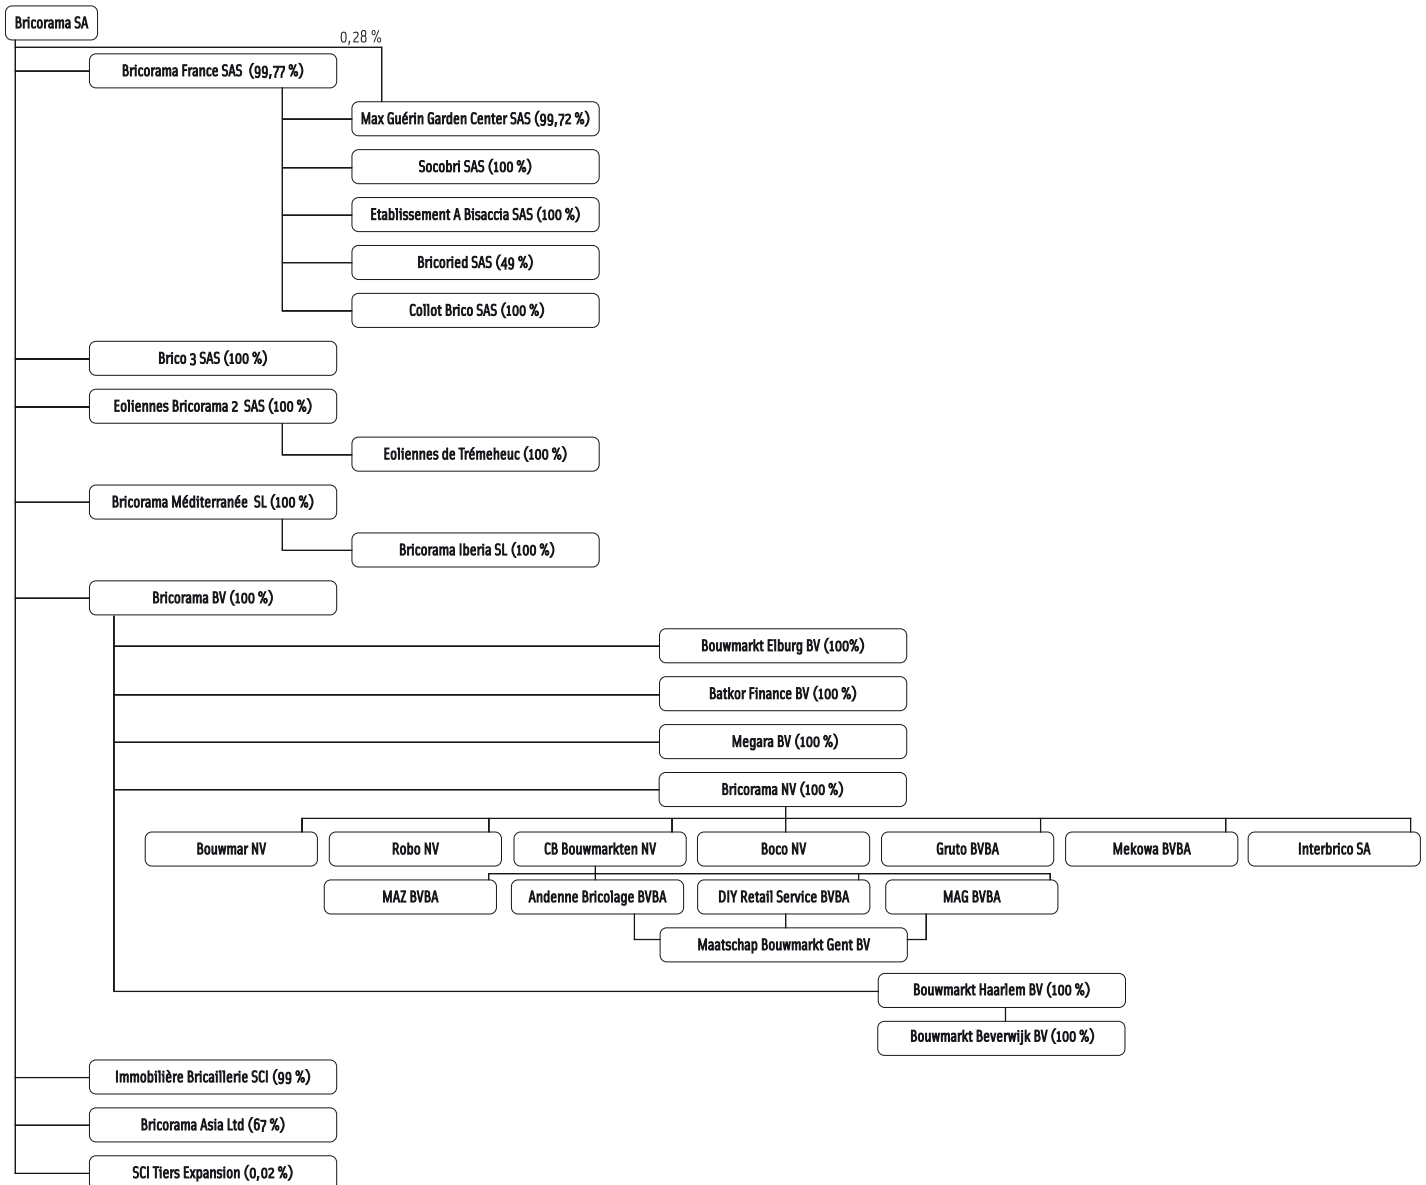 Bricorama SA
0,28 %
Bricorama France SAS (99,77 %)
Max Guérin Garden Center SAS (99,72 %)
Socobri SAS (100 %)
Etablissement A Bisaccia SAS (100 %)
Bricoried SAS (49 %)
Collot Brico SAS (100 %)
Brico 3 SAS (100 %)
Eoliennes Bricorama 2 SAS (100 %)
Eoliennes de Trémeheuc (100 %)
Bricorama Méditerranée SL (100 %)
Bricorama Iberia SL (100 %)
Bricorama BV (100 %)
Bouwmarkt Elburg BV (100%)
Batkor Finance BV (100 %)
Megara BV (100 %)
Bricorama NV (100 %)
Bouwmar NV
Robo NV
CB Bouwmarkten NV
Boco NV
Gruto BVBA
Mekowa BVBA
Interbrico SA
MAZ BVBA
Andenne Bricolage BVBA
DIY Retail Service BVBA
MAG BVBA
Maatschap Bouwmarkt Gent BV
Bouwmarkt Haarlem BV (100 %)
Bouwmarkt Beverwijk BV (100 %)
Immobilière Bricaillerie SCI (99 %)
Bricorama Asia Ltd (67 %)
SCI Tiers Expansion (0,02 %)